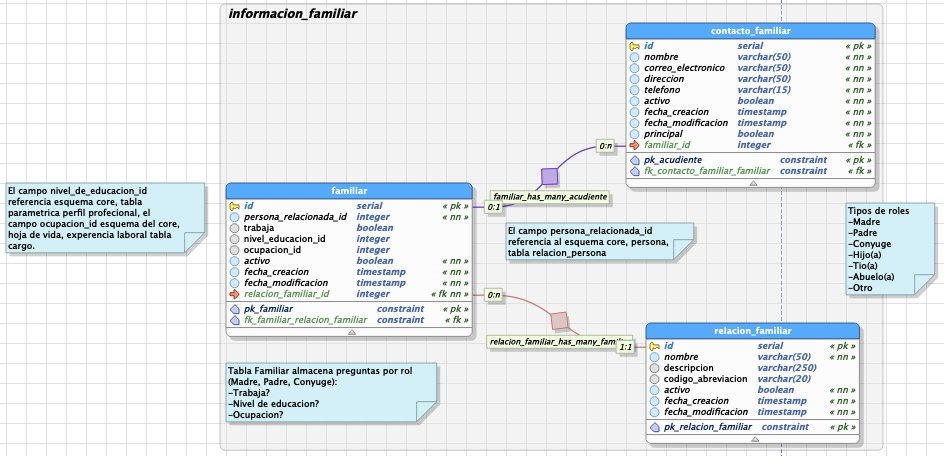 informacion_familiar
contacto_familiar
id serial « pk »
nombre varchar(50) « nn »
correo_electronico varchar(50) « nn »
direccion varchar(50) « nn »
telefono varchar(15) « nn »
activo boolean « nn »
fecha_creacion timestamp « nn »
fecha_modificacion timestamp « nn »
principal boolean « nn »
familiar_id integer « fk »
pk_acudiente constraint « pk »
fk_contacto_familiar_familiar constraint « fk »
0:n
familiar_has_many_acudiente
0:1
El campo nivel_de_educacion_id
referencia esquema core, tabla
parametrica perfil profecional, el
campo ocupacion_id esquema del core,
hoja de vida, experencia laboral tabla
cargo.
familiar
id serial « pk »
persona_relacionada_id integer « nn »
trabaja boolean
nivel_educacion_id integer
ocupacion_id integer
activo boolean « nn »
fecha_creacion timestamp « nn »
fecha_modificacion timestamp « nn »
relacion_familiar_id integer « fk nn »
pk_familiar constraint « pk »
fk_familiar_relacion_familiar constraint « fk »
El campo persona_relacionada_id
referencia al esquema core, persona,
tabla relacion_persona
Tipos de roles
-Madre
-Padre
-Conyuge
-Hijo(a)
-Tio(a)
-Abuelo(a)
-Otro
0:n
relacion_familiar_has_many_famili
1:1
relacion_familiar
id serial « pk »
nombre varchar(50) « nn »
descripcion varchar(250)
codigo_abreviacion varchar(20)
activo boolean « nn »
fecha_creacion timestamp « nn »
fecha_modificacion timestamp « nn »
pk_relacion_familiar constraint « pk »
Tabla Familiar almacena preguntas por rol
(Madre, Padre, Conyuge):
-Trabaja?
-Nivel de educacion?
-Ocupacion?